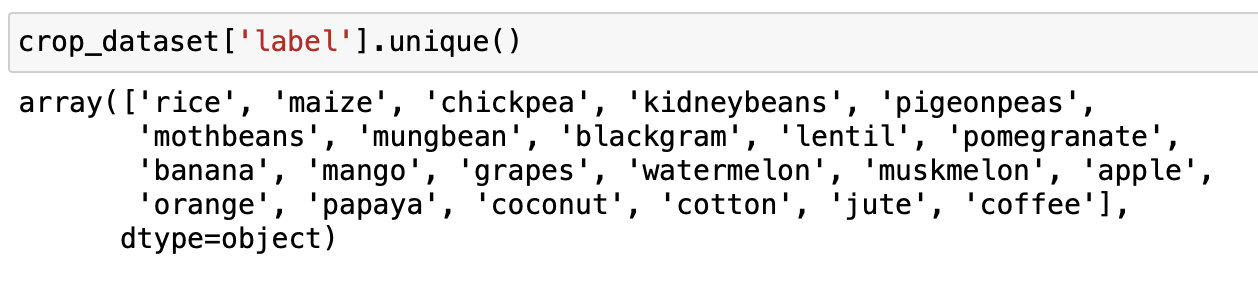 crop_dataset['label'].unique()
array(['rice', 'maize', 'chickpea', 'kidneybeans', 'pigeonpeas',
'mothbeans', 'mungbean', 'blackgram', 'lentil', 'pomegranate',
'banana', 'mango', 'grapes', 'watermelon', 'muskmelon', 'apple',
'orange', 'papaya', 'coconut', 'cotton', 'jute', 'coffee'],
dtype=object)